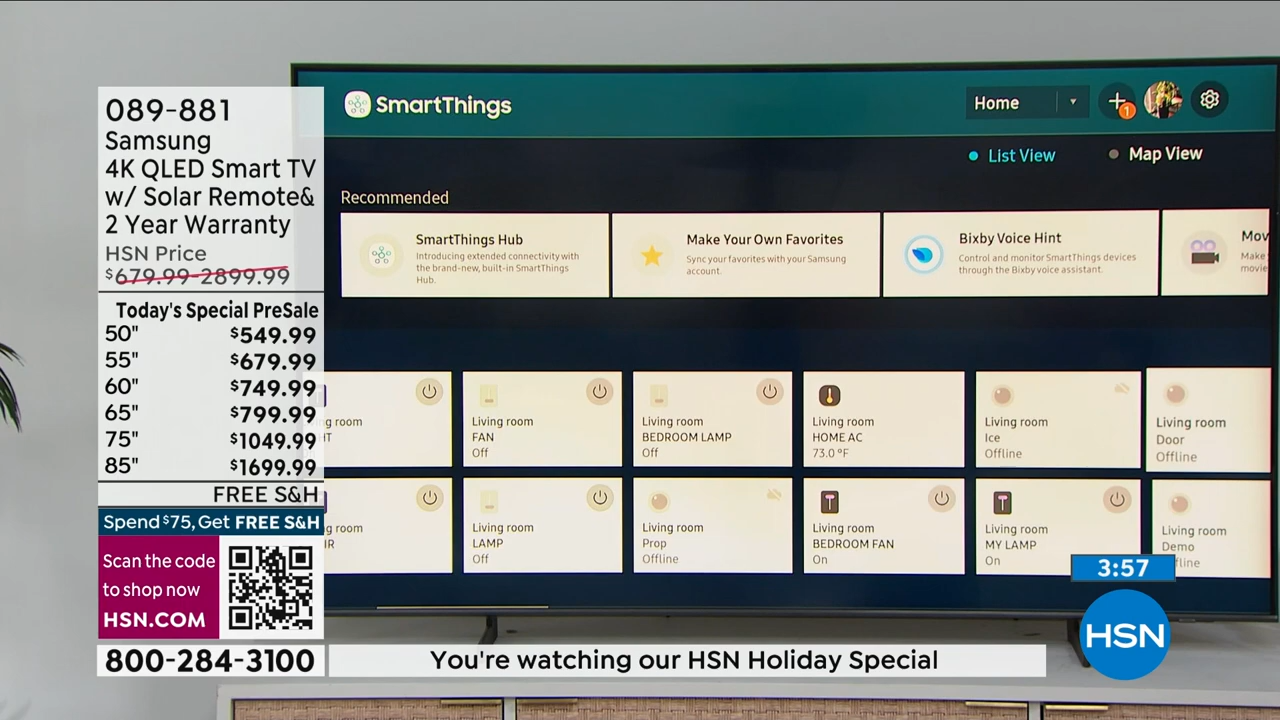 089-881
Samsung
4K QLED Smart TV
w/ Solar Remote&
2 Year Warranty
HSN Price
$679.99-2899.99
Today's Special PreSale
50" $549.99
55" $679.99
60" $749.99
65" $799.99
75" $1049.99
85" $1699.99
FREE S&H
Spend $75, Get FREE S&H
Scan the code
to shop now
HSN.COM
800-284-3100
You're watching our HSN Holiday Special
3:57
HSN
SmartThings
Home
1
List View
Map View
Recommended
SmartThings Hub
Introducing extended connectivity with
the brand-new, built-in SmartThings
Hub.
Make Your Own Favorites
Sync your favorites with your Samsung
account.
Bixby Voice Hint
Control and monitor SmartThings devices
through the Bixby voice assistant.
Mov
Make
movie
g room
T
Living room
FAN
Off
Living room
BEDROOM LAMP
Off
Living room
HOME AC
73.0 °F
Living room
Ice
Offline
Living room
Door
Offline
g room
IR
Living room
LAMP
Off
Living room
Prop
Offline
Living room
BEDROOM FAN
On
Living room
MY LAMP
On
Living room
Demo
fline